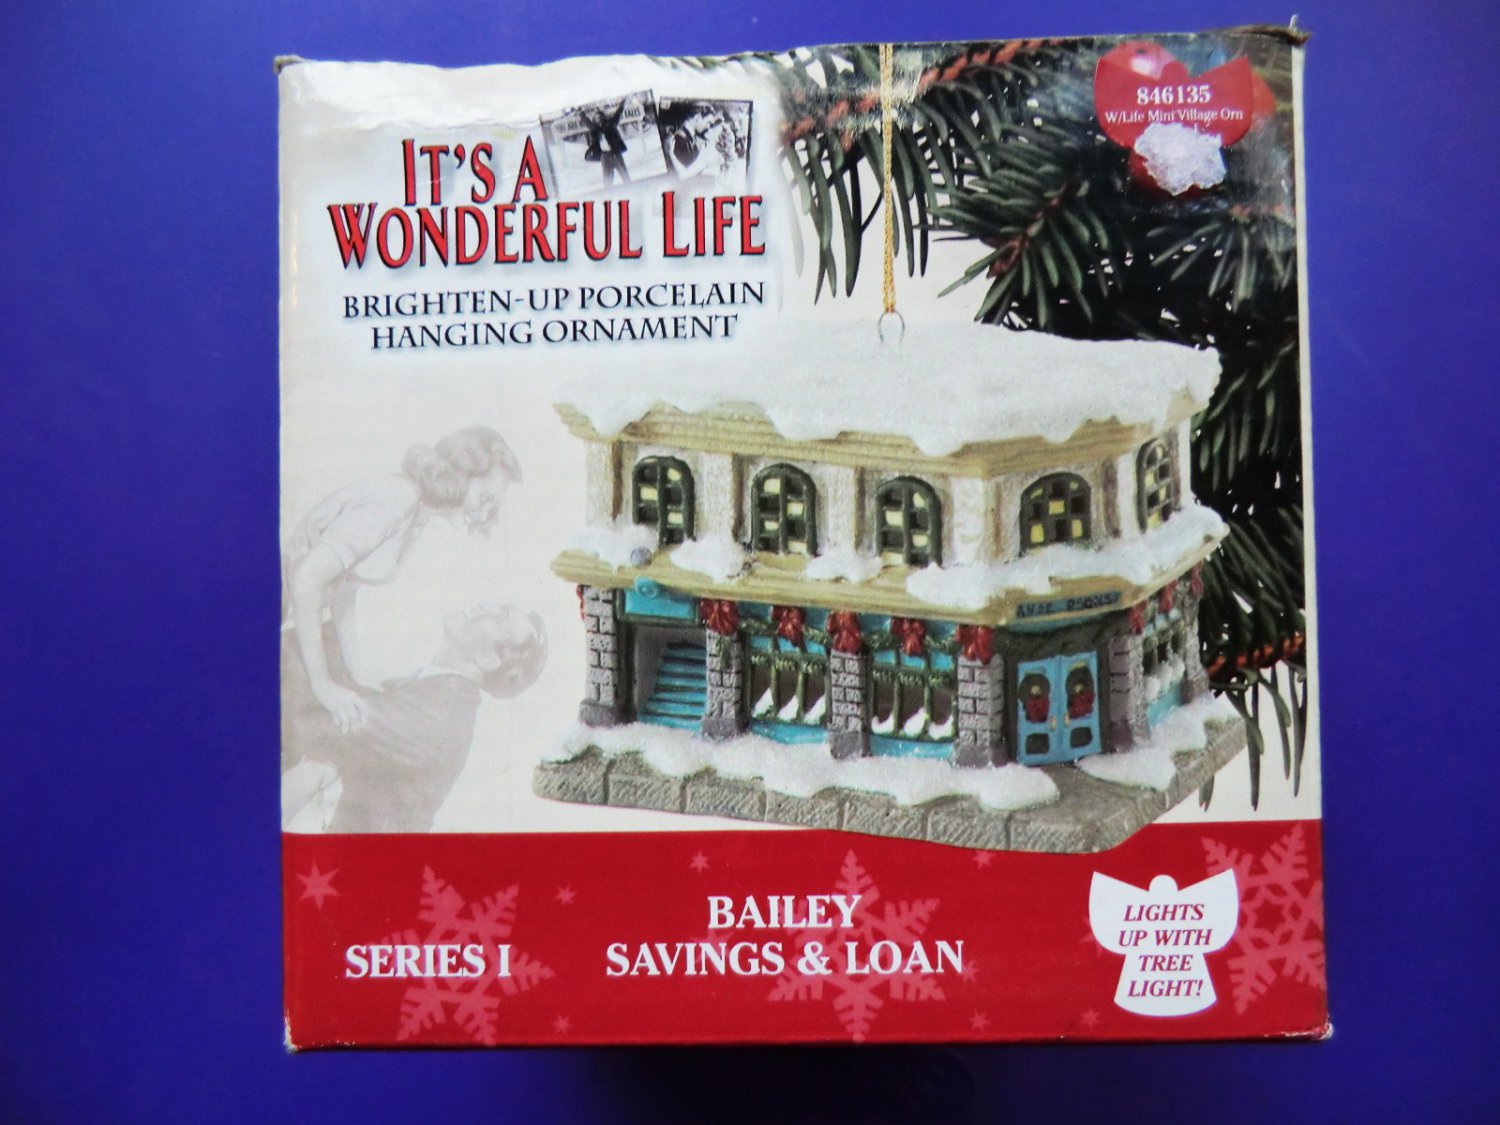 846135
W/Life Mini Village Orn
IT'S A
WONDERFUL LIFE
BRIGHTEN-UP PORCELAIN
HANGING ORNAMENT
SERIES I
BAILEY
SAVINGS & LOAN
LIGHTS
UP WITH
TREE
LIGHT!